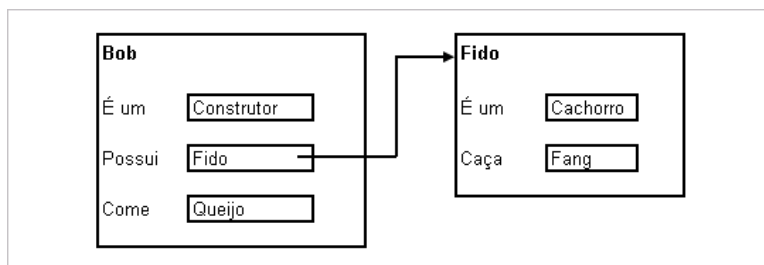 Bob
É um Construtor
Possui Fido
Come Queijo
Fido
É um Cachorro
Caça Fang